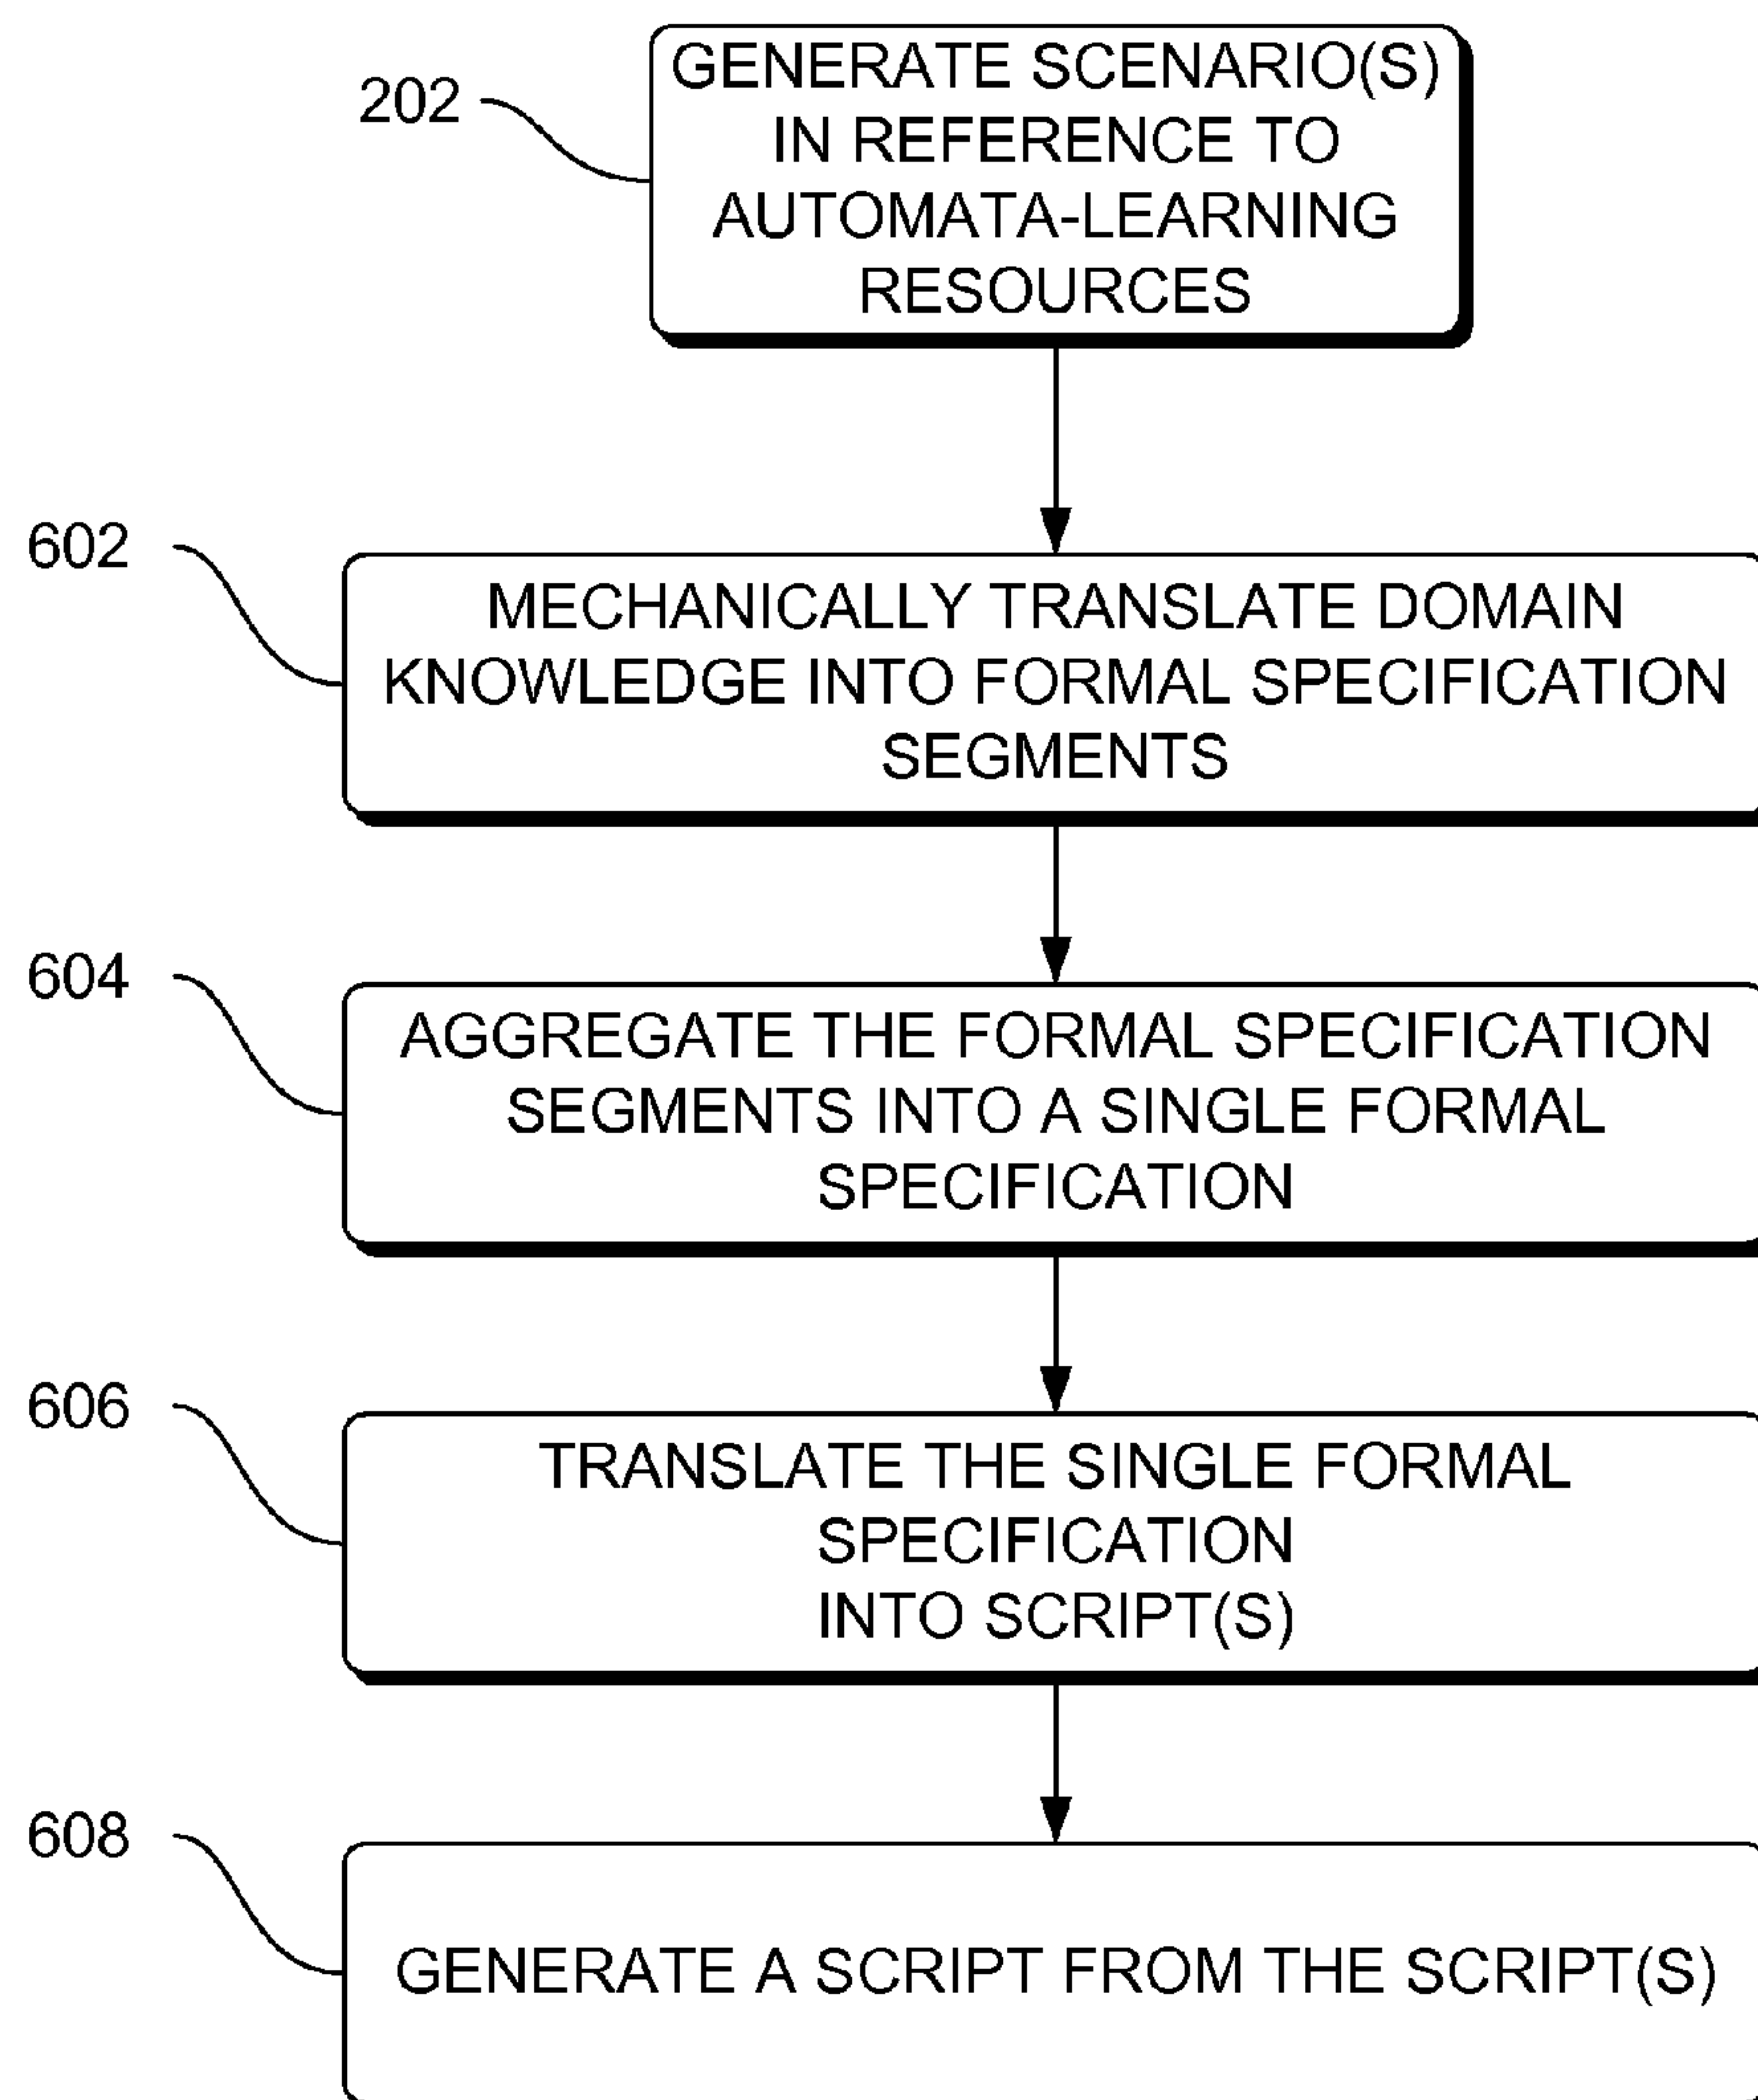 202
GENERATE SCENARIO(S)
IN REFERENCE TO
AUTOMATA-LEARNING
RESOURCES
602
MECHANICALLY TRANSLATE DOMAIN
KNOWLEDGE INTO FORMAL SPECIFICATION
SEGMENTS
604
AGGREGATE THE FORMAL SPECIFICATION
SEGMENTS INTO A SINGLE FORMAL
SPECIFICATION
606
TRANSLATE THE SINGLE FORMAL
SPECIFICATION
INTO SCRIPT(S)
608
GENERATE A SCRIPT FROM THE SCRIPT(S)